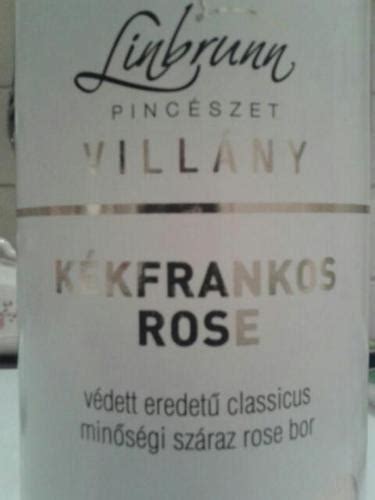 Linbrunn
PINCÉSZET
VILLÁNY
KÉKFRANKOS
ROSE
védett eredetű classicus
minőségi száraz rose bor